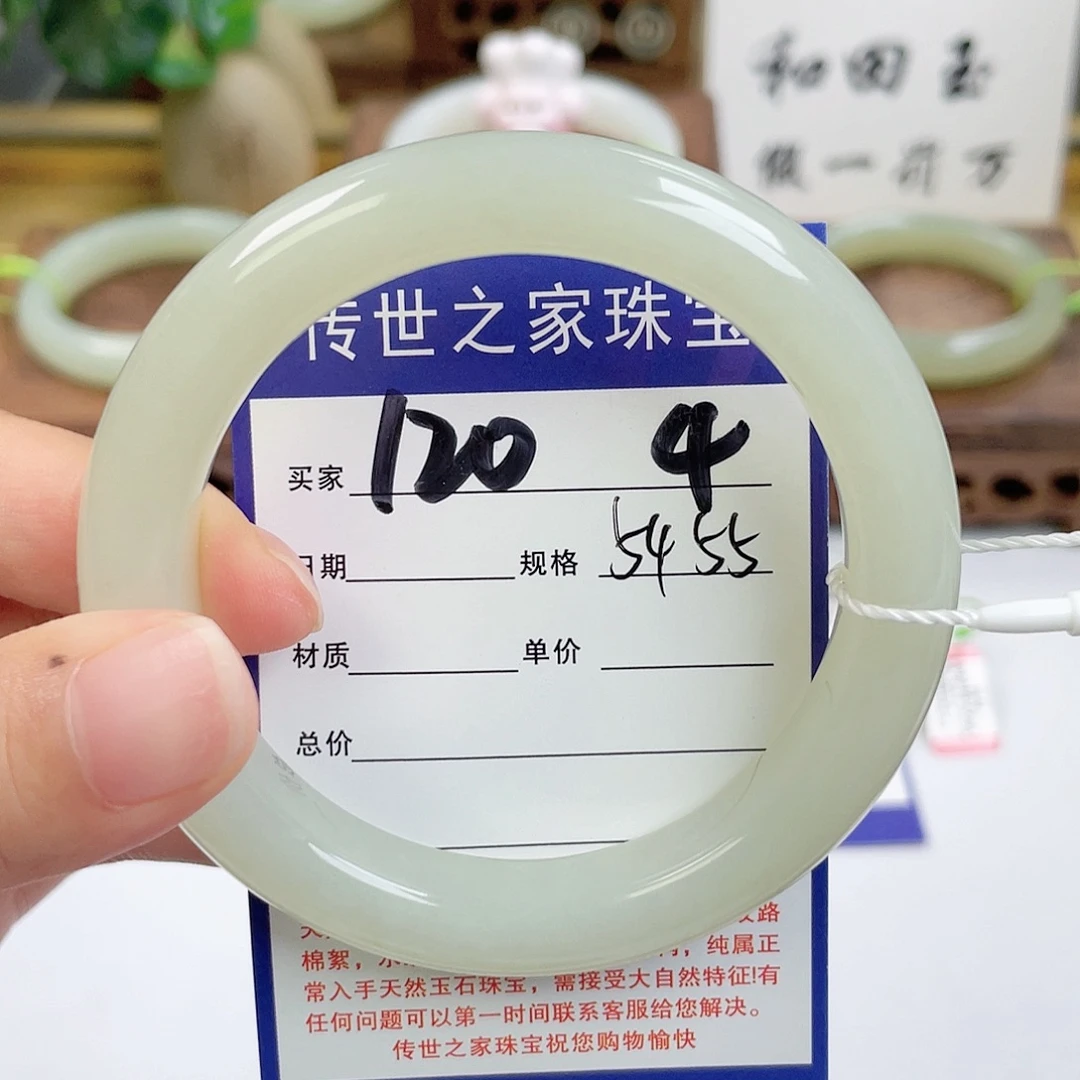 和田玉
假一斤万
传世之家珠宝
买家 120 4
日期 规格 54 55
材质 单价
总价
棉絮，
纯属正
常入手天然玉石珠宝，需接受大自然特征!有
任何问题可以第一时间联系客服给您解决。
传世之家珠宝祝您购物愉快